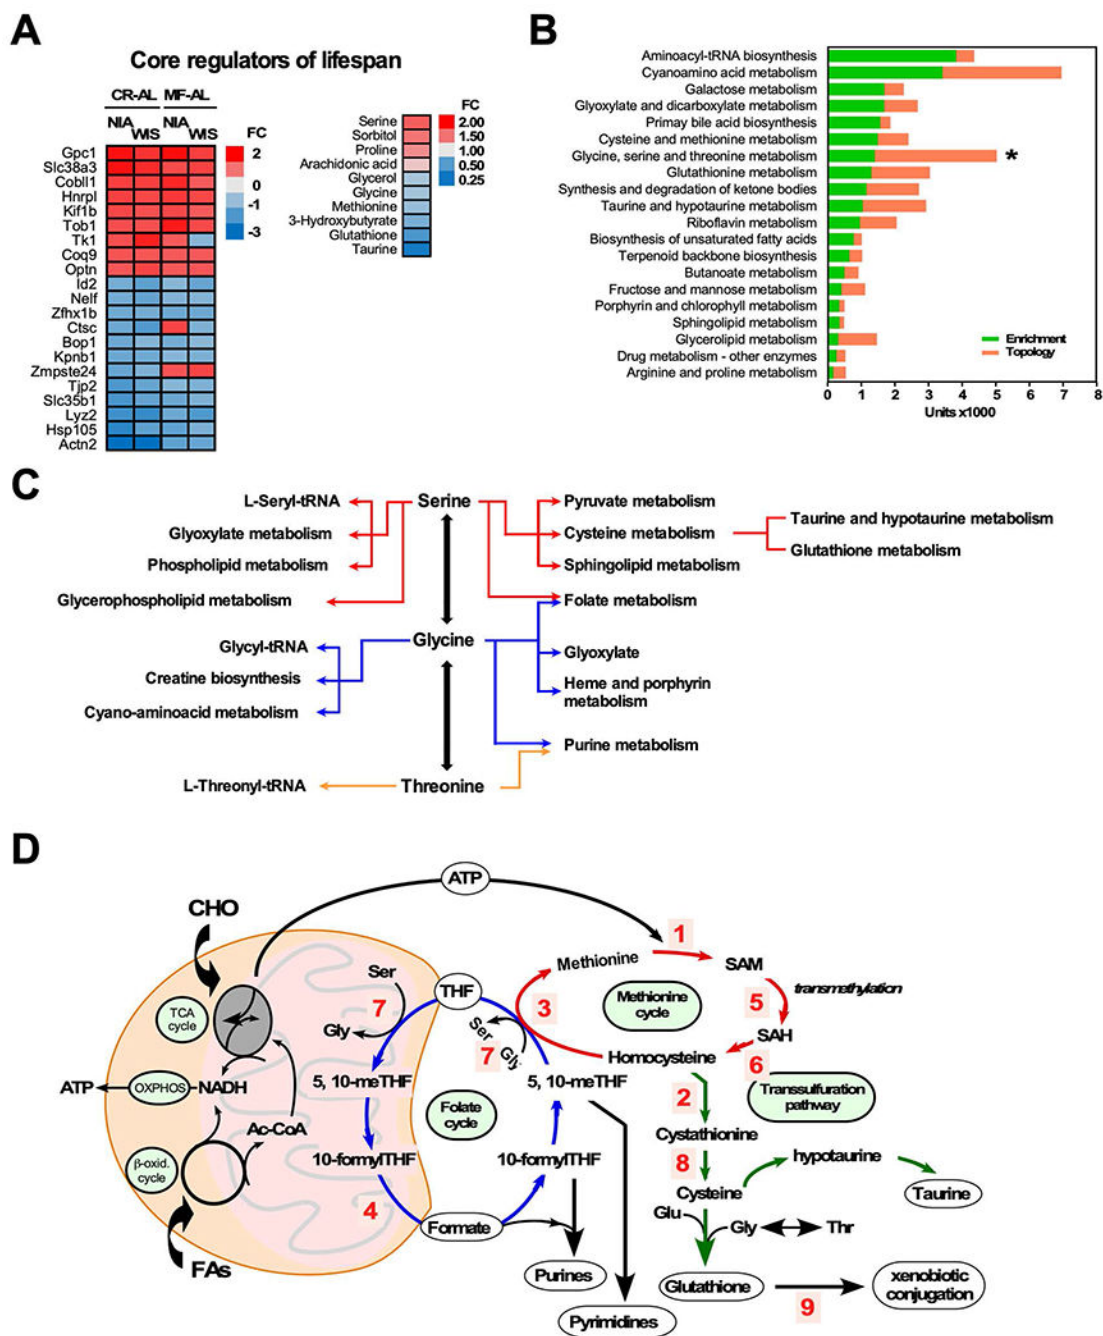 A
Core regulators of lifespan
CR-AL MF-AL
NIA WIS NIA WIS
FC
2
0
-1
-3
Gpc1
Slc38a3
Cobll1
Hnrpl
Kif1b
Tob1
Tk1
Coq9
Optn
Id2
Nelf
Zfhx1b
Ctsc
Bop1
Kpnb1
Zmpste24
Tjp2
Slc35b1
Lyz2
Hsp105
Actn2
FC
2.00
1.50
1.00
0.50
0.25
Serine
Sorbitol
Proline
Arachidonic acid
Glycerol
Glycine
Methionine
3-Hydroxybutyrate
Glutathione
Taurine
B
Aminoacyl-tRNA biosynthesis
Cyanoamino acid metabolism
Galactose metabolism
Glyoxylate and dicarboxylate metabolism
Primay bile acid biosynthesis
Cysteine and methionine metabolism
Glycine, serine and threonine metabolism *
Glutathionine metabolism
Synthesis and degradation of ketone bodies
Taurine and hypotaurine metabolism
Riboflavin metabolism
Biosynthesis of unsaturated fatty acids
Terpenoid backbone biosynthesis
Butanoate metabolism
Fructose and mannose metabolism
Porphyrin and chlorophyll metabolism
Sphingolipid metabolism
Glycerolipid metabolism
Drug metabolism - other enzymes
Arginine and proline metabolism
Enrichment
Topology
0 1 2 3 4 5 6 7 8
Units x1000
C
L-Seryl-tRNA
Glyoxylate metabolism
Phospholipid metabolism
Glycerophospholipid metabolism
Serine
Pyruvate metabolism
Cysteine metabolism
Sphingolipid metabolism
Folate metabolism
Taurine and hypotaurine metabolism
Glutathione metabolism
Glycyl-tRNA
Creatine biosynthesis
Cyano-aminoacid metabolism
Glycine
Glyoxylate
Heme and porphyrin
metabolism
Purine metabolism
L-Threonyl-tRNA
Threonine
D
ATP
CHO
TCA
cycle
ATP
OXPHOS
NADH
Ac-CoA
β-oxid.
cycle
FAs
Ser
Gly
7
THF
5, 10-meTHF
10-formylTHF
4
Formate
Folate
cycle
Ser
Gly
7
3
5, 10-meTHF
10-formylTHF
Purines
Pyrimidines
Methionine
1
SAM
transmethylation
5
SAH
6
Methionine
cycle
Homocysteine
2
Transsulfuration
pathway
Cystathionine
8
Cysteine
hypotaurine
Taurine
Glu
Gly
Thr
Glutathione
9
xenobiotic
conjugation